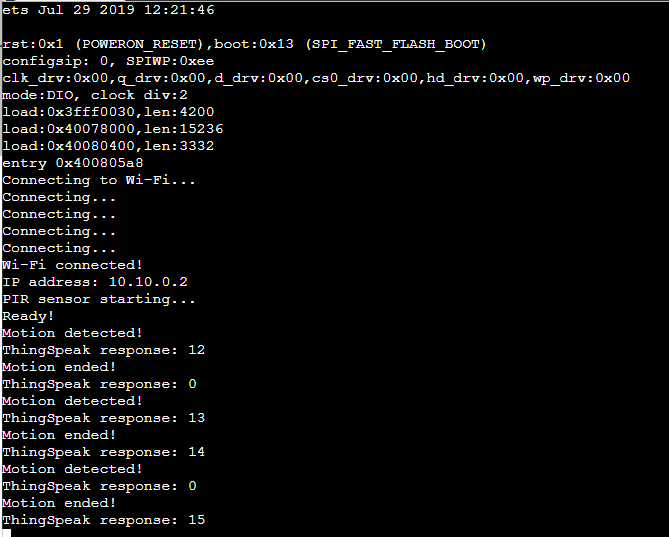 ets Jul 29 2019 12:21:46
rst:0x1 (POWERON_RESET),boot:0x13 (SPI_FAST_FLASH_BOOT)
configsip: 0, SPIWP:0xee
clk_drv:0x00,q_drv:0x00,d_drv:0x00,cs0_drv:0x00,hd_drv:0x00,wp_drv:0x00
mode:DIO, clock div:2
load:0x3fff0030,len:4200
load:0x40078000,len:15236
load:0x40080400,len:3332
entry 0x400805a8
Connecting to Wi-Fi...
Connecting...
Connecting...
Connecting...
Connecting...
Wi-Fi connected!
IP address: 10.10.0.2
PIR sensor starting...
Ready!
Motion detected!
ThingSpeak response: 12
Motion ended!
ThingSpeak response: 0
Motion detected!
ThingSpeak response: 13
Motion ended!
ThingSpeak response: 14
Motion detected!
ThingSpeak response: 0
Motion ended!
ThingSpeak response: 15